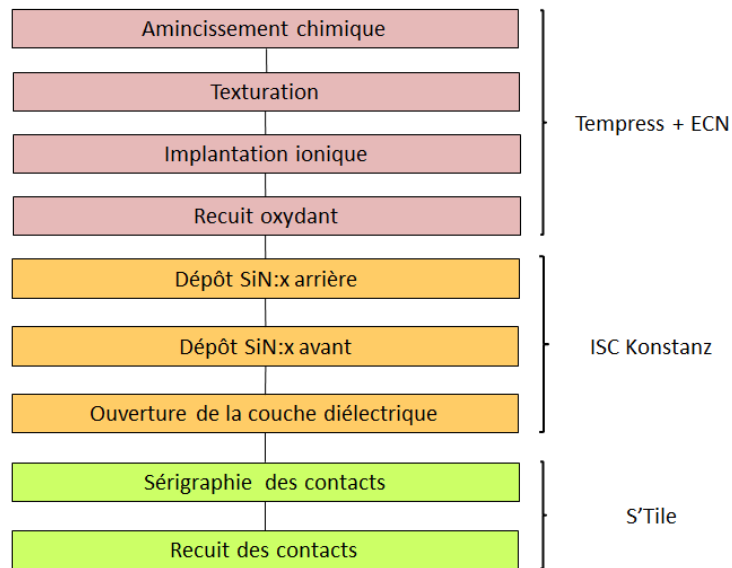 Amincissement chimique
Texturation
Implantation ionique
Recuit oxydant
Tempress + ECN
Dépôt SiN:x arrière
Dépôt SiN:x avant
Ouverture de la couche diélectrique
ISC Konstanz
Sérigraphie des contacts
Recuit des contacts
S'Tile